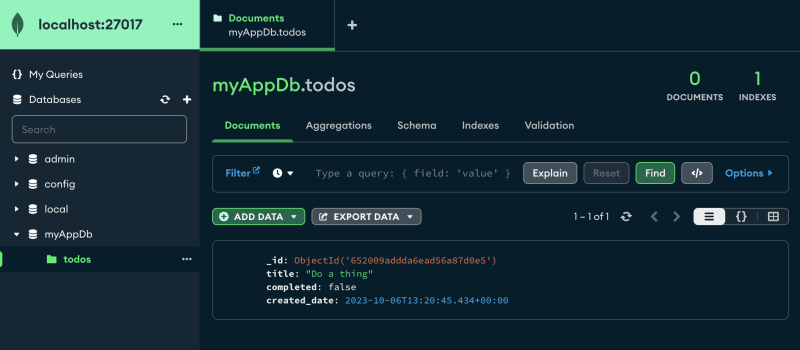 localhost:27017
Documents
myAppDb.todos
{} My Queries
Databases
Search
admin
config
local
myAppDb
todos
myAppDb.todos
0
DOCUMENTS
1
INDEXES
Documents Aggregations Schema Indexes Validation
Filter Type a query: { field: 'value' } Explain Reset Find </> Options
ADD DATA EXPORT DATA 1 – 1 of 1 {}
_id: ObjectId('652009addda6ead56a87d0e5')
title: "Do a thing"
completed: false
created_date: 2023-10-06T13:20:45.434+00:00